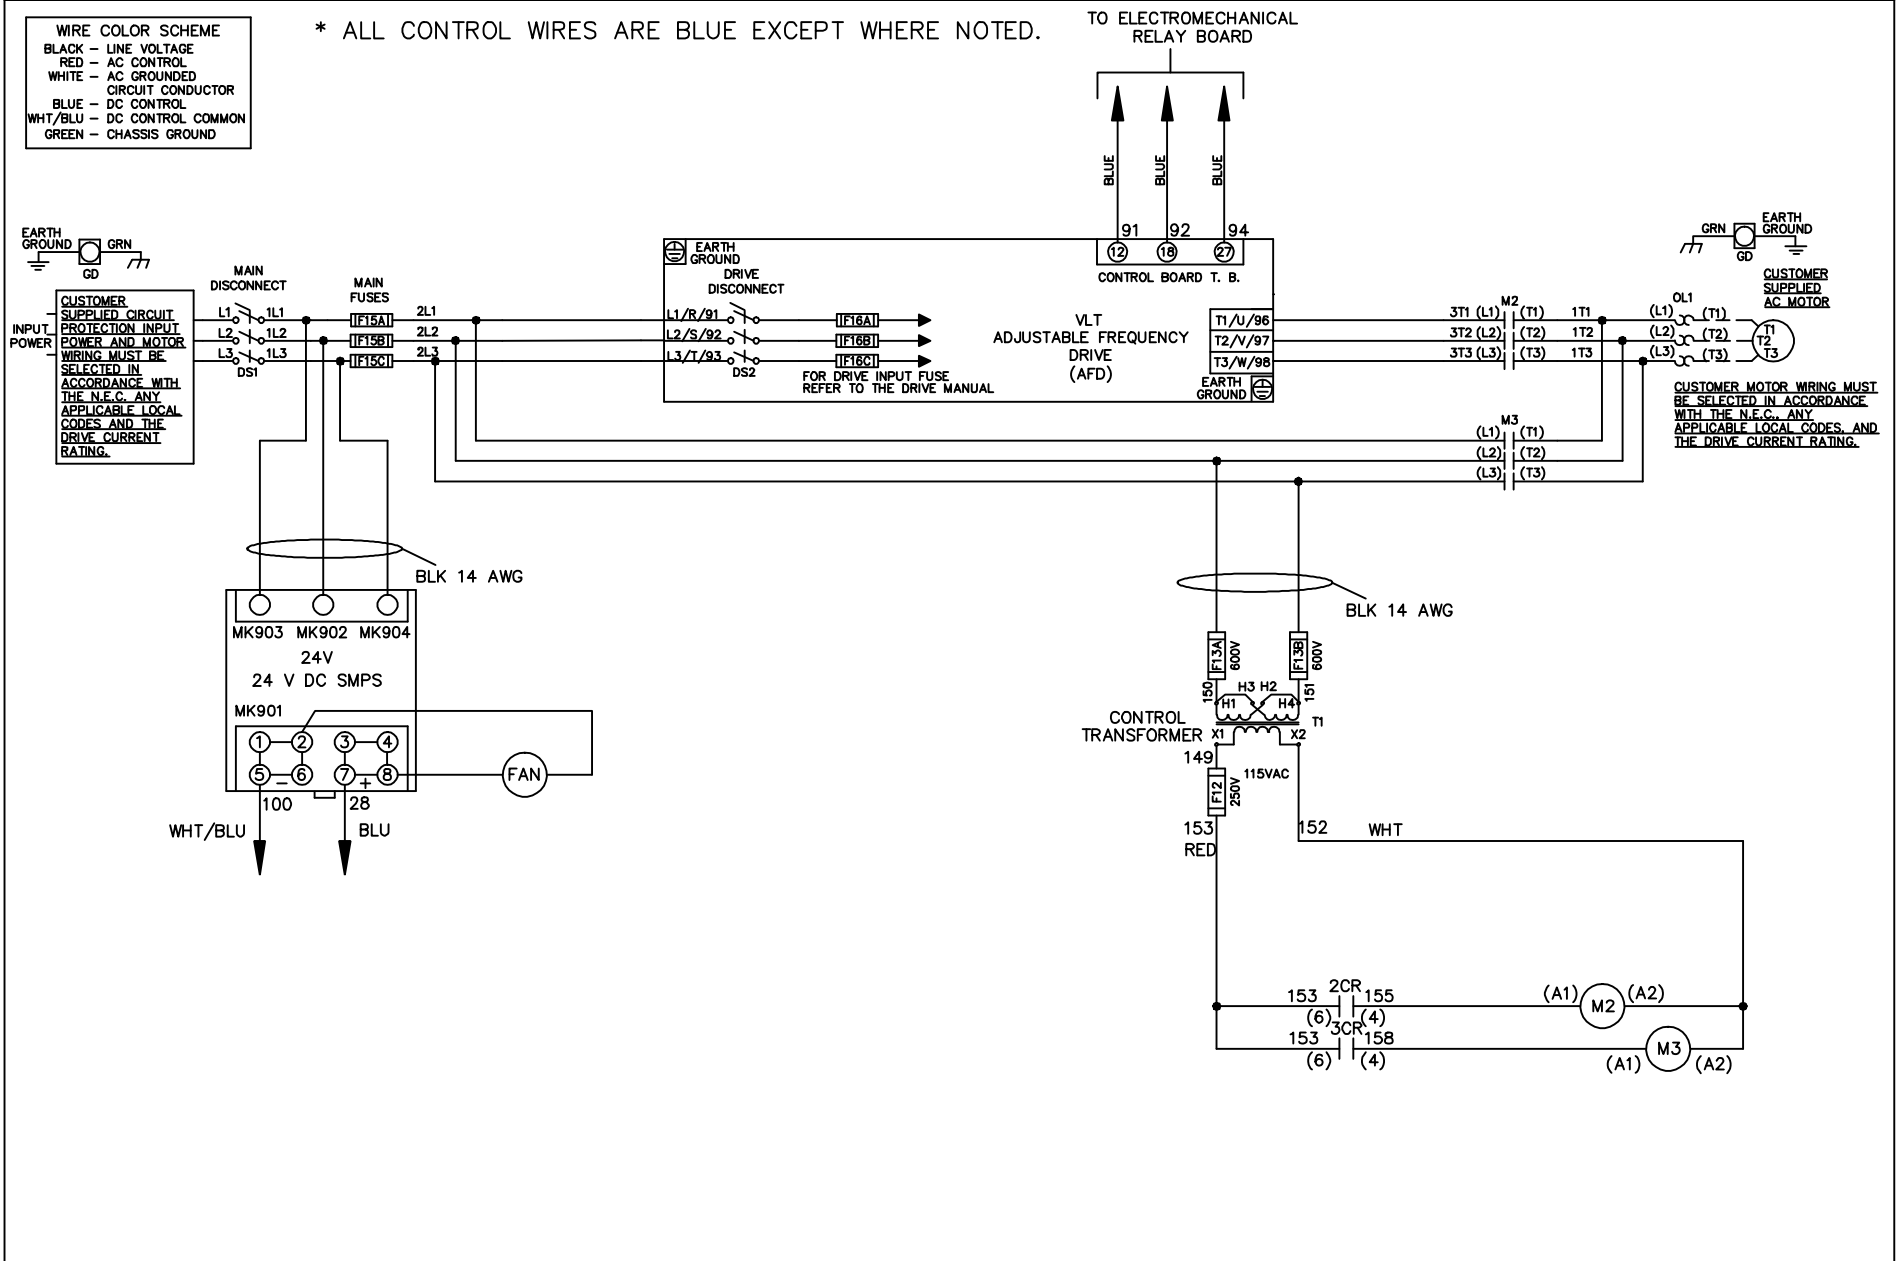 WIRE COLOR SCHEME
BLACK – LINE VOLTAGE
RED – AC CONTROL
WHITE – AC GROUNDED
CIRCUIT CONDUCTOR
BLUE – DC CONTROL
WHT/BLU – DC CONTROL COMMON
GREEN – CHASSIS GROUND
* ALL CONTROL WIRES ARE BLUE EXCEPT WHERE NOTED.
TO ELECTROMECHANICAL
RELAY BOARD
BLUE
BLUE
BLUE
91 92 94
12 18 27
CONTROL BOARD T. B.
EARTH
GROUND
GRN
GD
CUSTOMER
SUPPLIED CIRCUIT
PROTECTION INPUT
POWER AND MOTOR
WIRING MUST BE
SELECTED IN
ACCORDANCE WITH
THE N.E.C. ANY
APPLICABLE LOCAL
CODES AND THE
DRIVE CURRENT
RATING.
INPUT
POWER
MAIN
DISCONNECT
L1 1L1
L2 1L2
L3 1L3
DS1
MAIN
FUSES
F15A
F15B
F15C
2L1
2L2
2L3
EARTH
GROUND
DRIVE
DISCONNECT
L1/R/91
L2/S/92
L3/T/93
DS2
F16A
F16B
F16C
FOR DRIVE INPUT FUSE
REFER TO THE DRIVE MANUAL
VLT
ADJUSTABLE FREQUENCY
DRIVE
(AFD)
T1/U/96
T2/V/97
T3/W/98
EARTH
GROUND
M2
3T1 (L1) (T1) 1T1
3T2 (L2) (T2) 1T2
3T3 (L3) (T3) 1T3
M3
(L1) (T1)
(L2) (T2)
(L3) (T3)
OL1
(L1) (T1)
(L2) (T2)
(L3) (T3)
T1
T2
T3
GRN
EARTH
GROUND
GD
CUSTOMER
SUPPLIED
AC MOTOR
CUSTOMER MOTOR WIRING MUST
BE SELECTED IN ACCORDANCE
WITH THE N.E.C., ANY
APPLICABLE LOCAL CODES, AND
THE DRIVE CURRENT RATING.
BLK 14 AWG
MK903 MK902 MK904
24V
24 V DC SMPS
MK901
1 2 3 4
5 – 6 7 + 8
FAN
100 28
WHT/BLU BLU
BLK 14 AWG
F13A
600V
F13B
600V
150
151
H3 H2
H1 H4
T1
CONTROL
TRANSFORMER
X1 X2
149
115VAC
F12
250V
153
RED
152 WHT
153 2CR 155
(6) (4)
(A1) M2 (A2)
153 3CR 158
(6) (4)
(A1) M3 (A2)